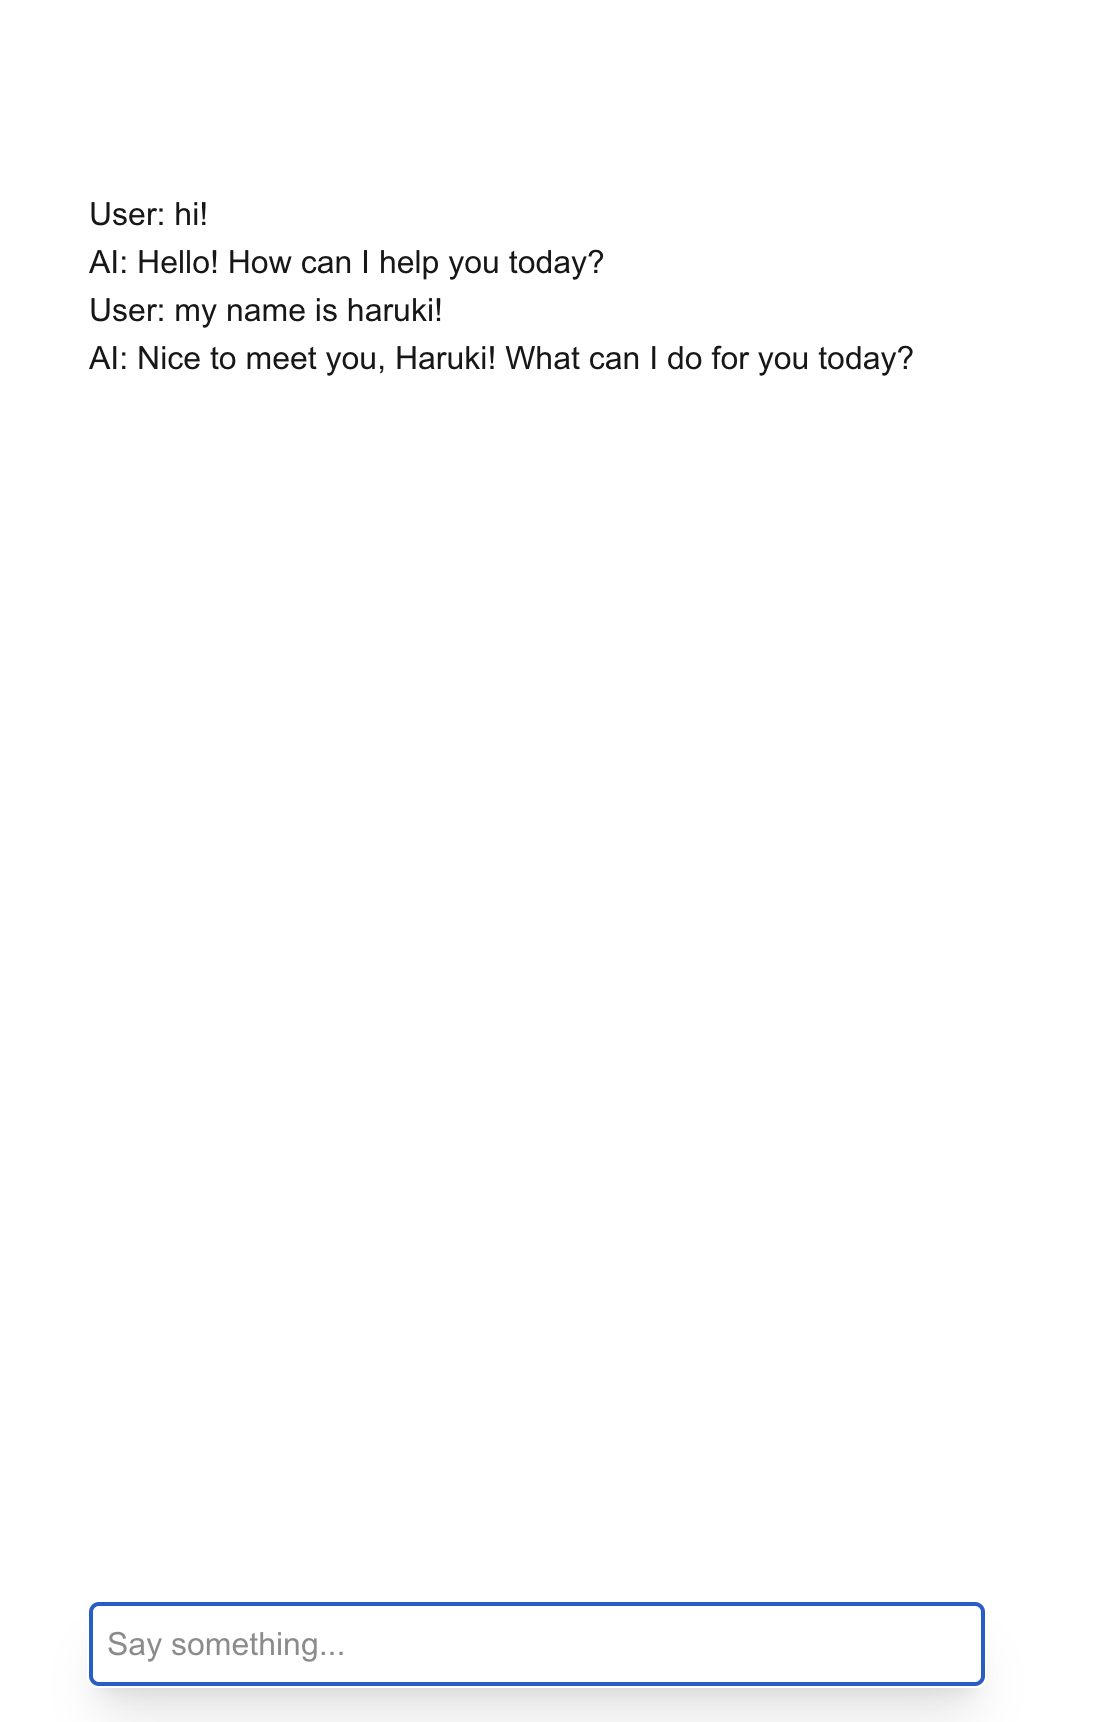 User: hi!
AI: Hello! How can I help you today?
User: my name is haruki!
AI: Nice to meet you, Haruki! What can I do for you today?
Say something...